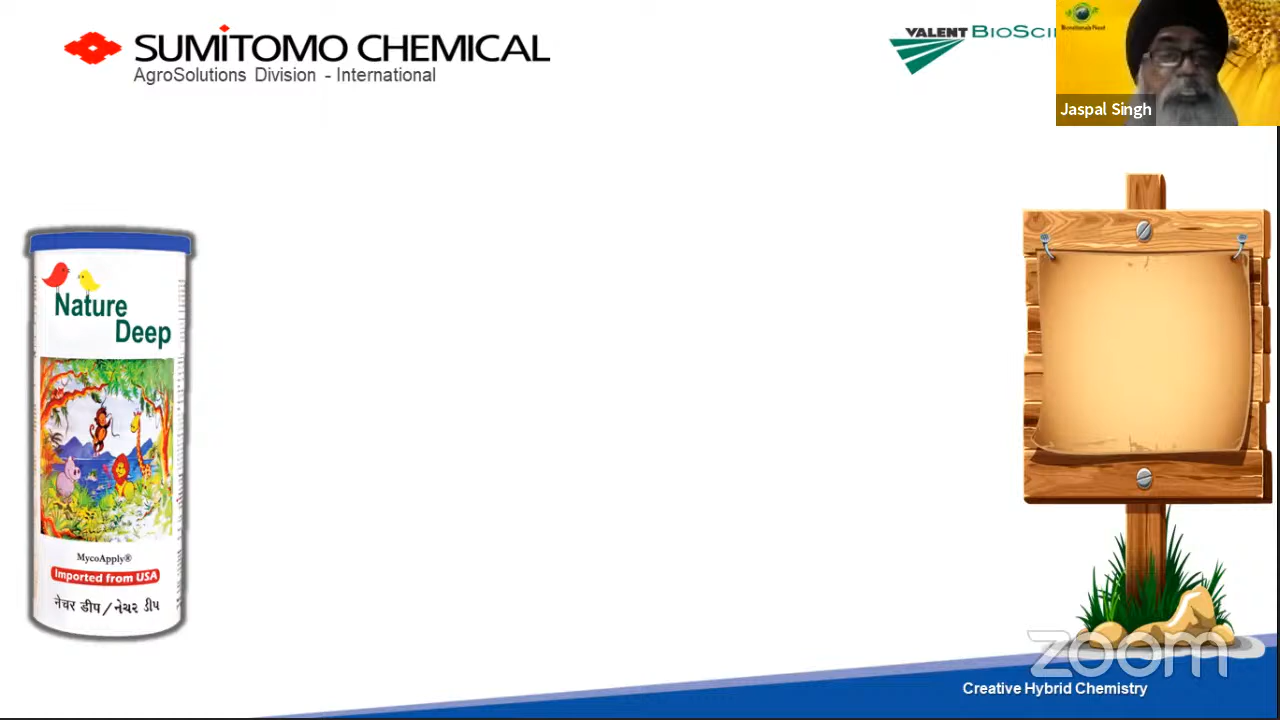 SUMITOMO CHEMICAL
AgroSolutions Division - International
VALENT BIOSCI
Jaspal Singh
Nature
Deep
MycoApply®
Imported from USA
नेचर डीप / નેચર ડીપ
zoom
Creative Hybrid Chemistry